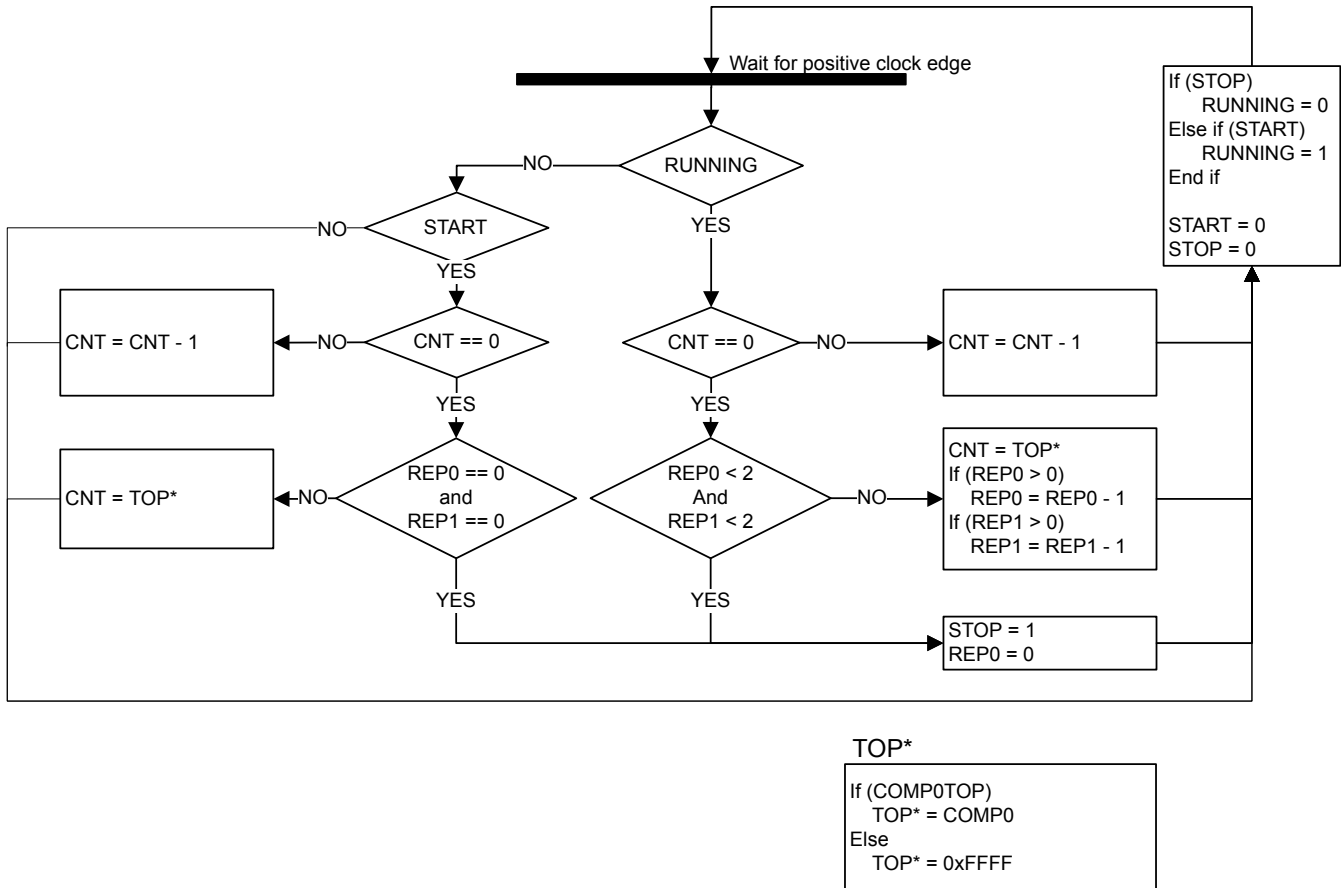 Wait for positive clock edge
If (STOP)
RUNNING = 0
Else if (START)
RUNNING = 1
End if
START = 0
STOP = 0
RUNNING
NO
YES
START
NO
YES
CNT = CNT - 1
NO
CNT == 0
YES
CNT == 0
NO
YES
CNT = CNT - 1
CNT = TOP*
NO
REP0 == 0
and
REP1 == 0
YES
REP0 < 2
And
REP1 < 2
NO
YES
CNT = TOP*
If (REP0 > 0)
REP0 = REP0 - 1
If (REP1 > 0)
REP1 = REP1 - 1
STOP = 1
REP0 = 0
TOP*
If (COMP0TOP)
TOP* = COMP0
Else
TOP* = 0xFFFF